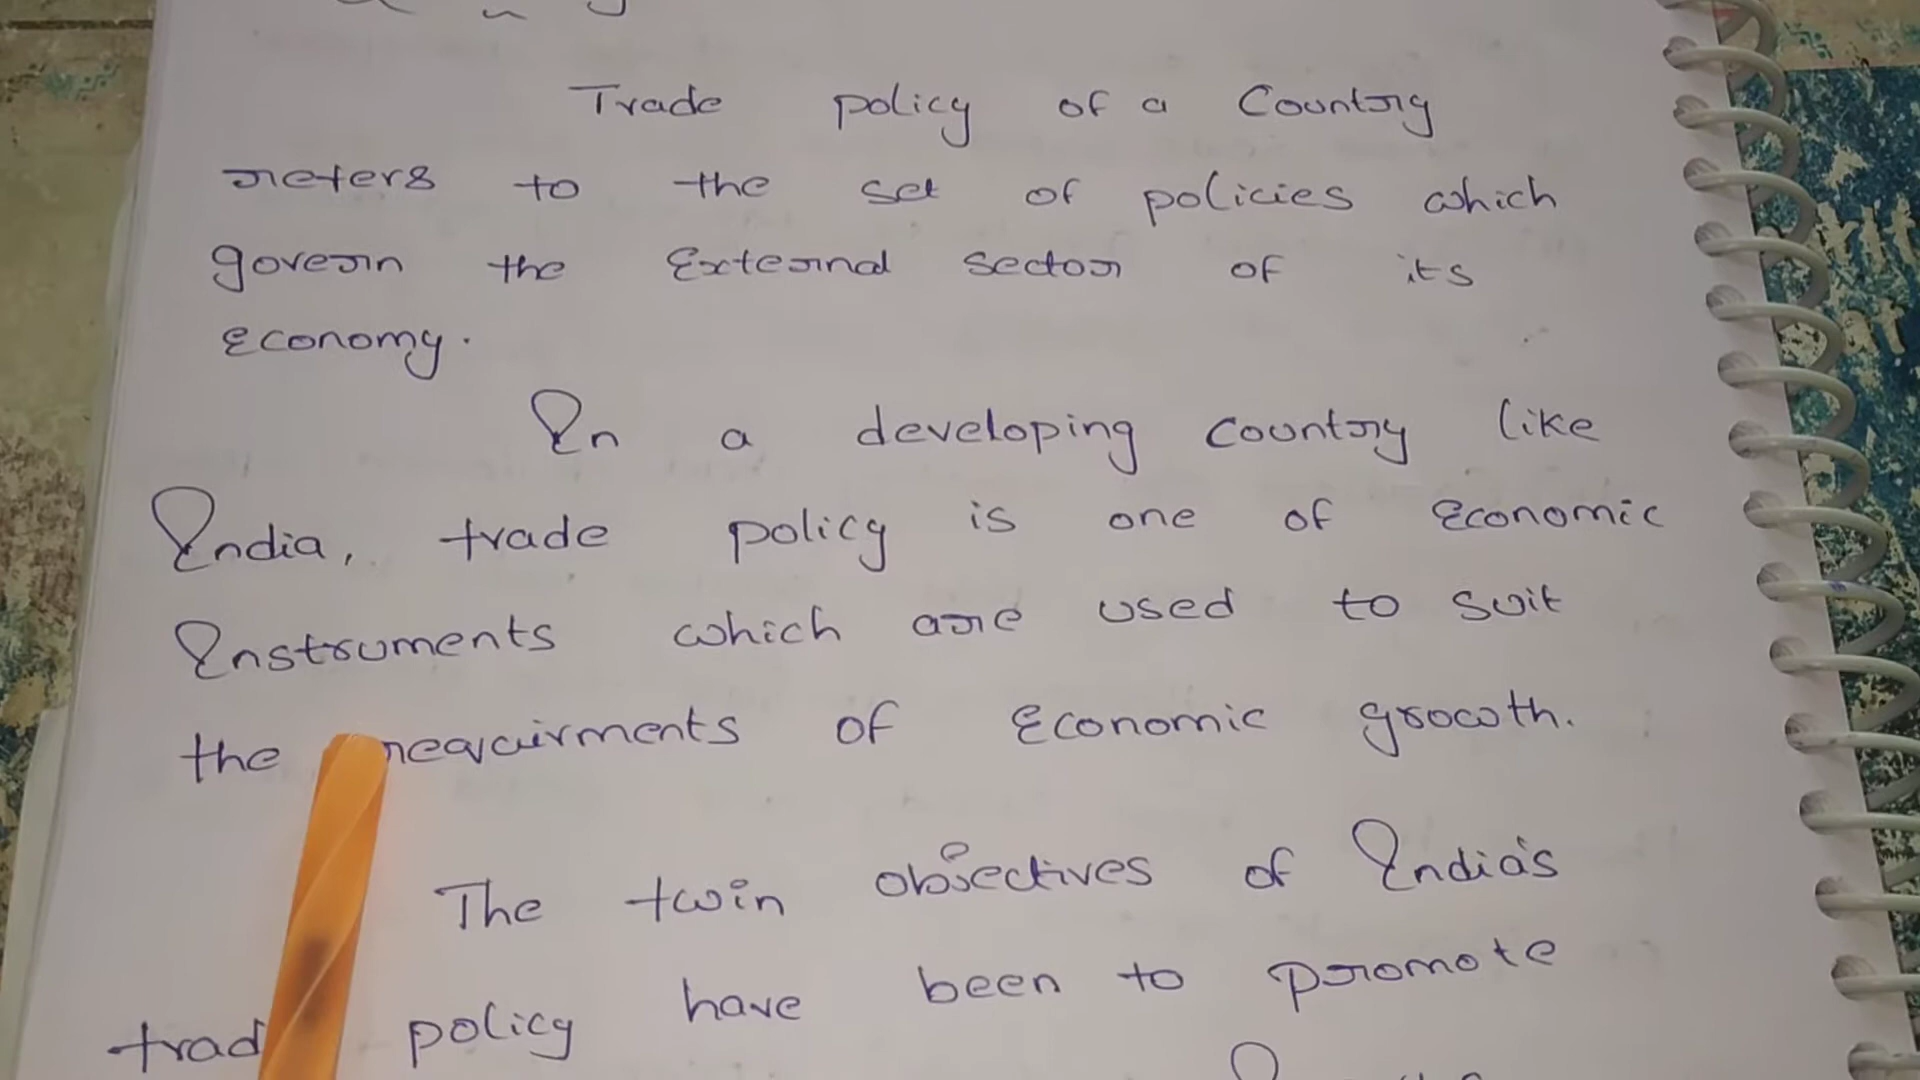 Trade policy of a Country
refers to the set of policies which
govern the External sector of its
economy.
In a developing country like
India, trade policy is one of Economic
Instruments which are used to suit
the requirments of Economic growth.
The twin objectives of India's
trad policy have been to promote